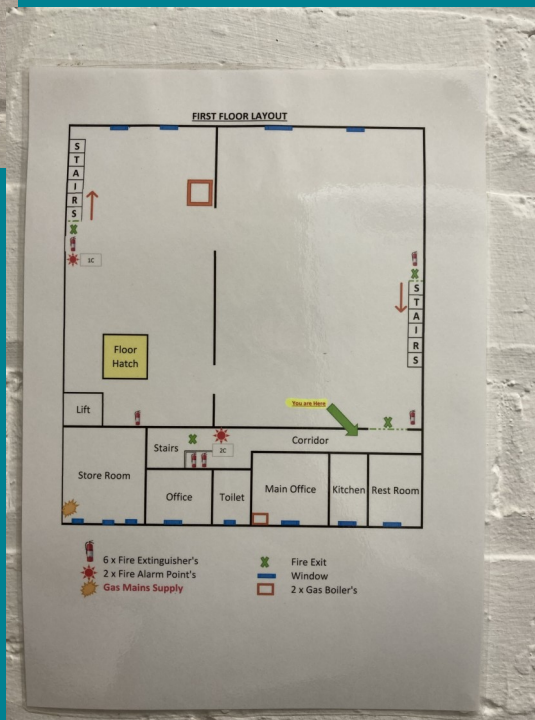 FIRST FLOOR LAYOUT
STAIRS
1C
STAIRS
Floor
Hatch
Lift
You are Here
Stairs
2C
Corridor
Store Room
Office
Toilet
Main Office
Kitchen
Rest Room
6 x Fire Extinguisher's
2 x Fire Alarm Point's
Gas Mains Supply
Fire Exit
Window
2 x Gas Boiler's